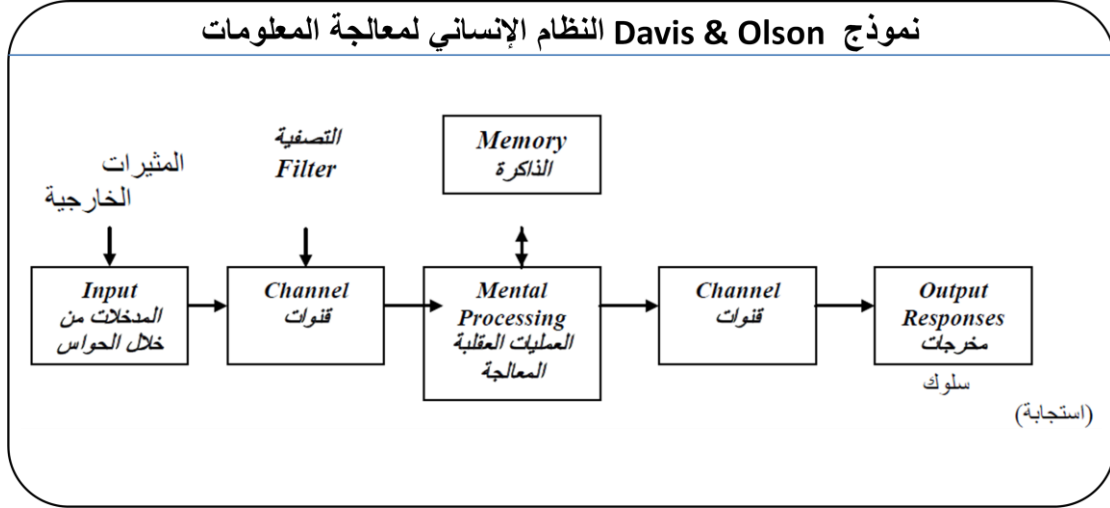 نموذج Davis & Olson النظام الإنساني لمعالجة المعلومات
المثيرات
الخارجية
التصفية
Filter
Memory
الذاكرة
Input
المدخلات من
خلال الحواس
Channel
قنوات
Mental
Processing
العمليات العقلبة
المعالجة
Channel
قنوات
Output
Responses
مخرجات
سلوك
(استجابة)